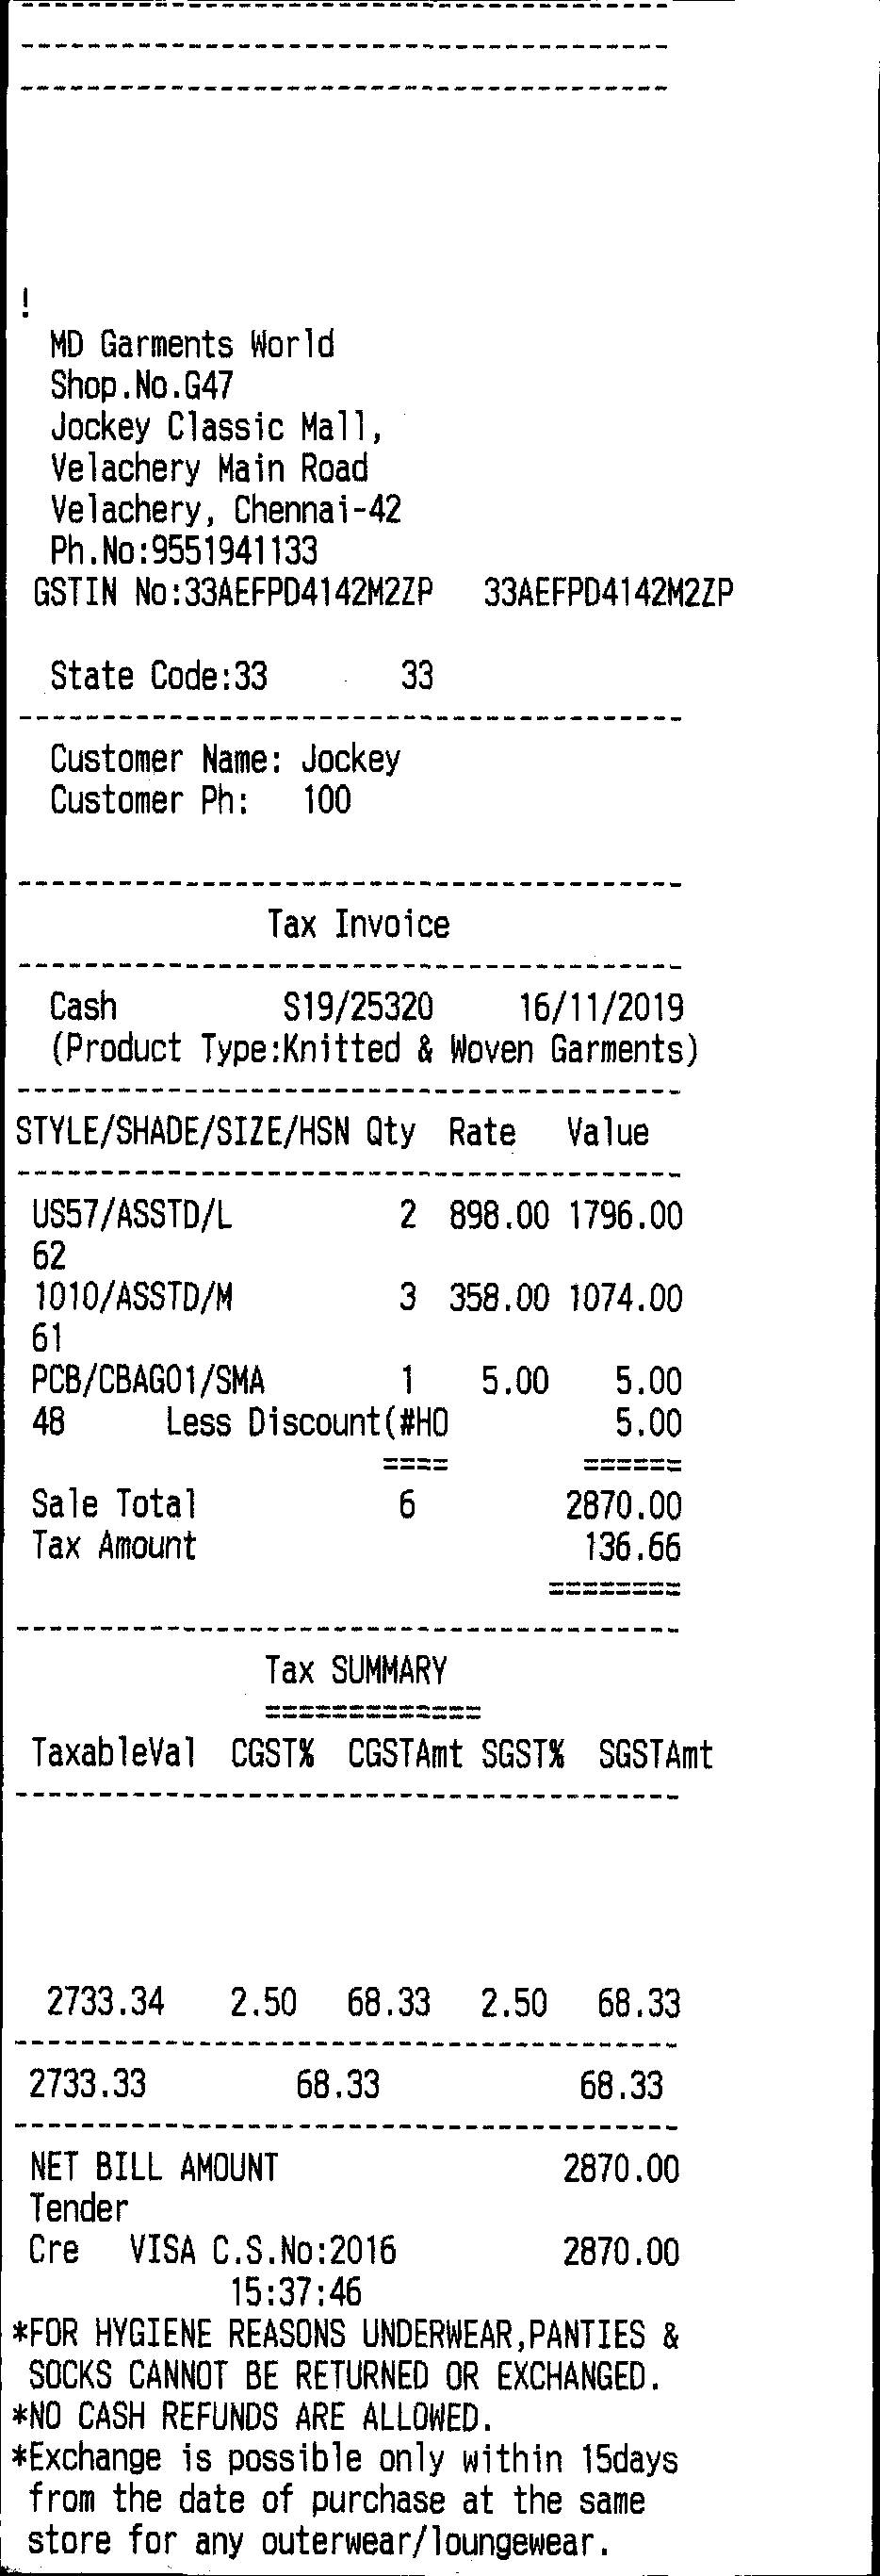 !
MD Garments World
Shop.No.G47
Jockey Classic Mall,
Velachery Main Road
Velachery, Chennai-42
Ph.No:9551941133
GSTIN No:33AEFPD4142M2ZP 33AEFPD4142M2ZP
State Code:33 33
Customer Name: Jockey
Customer Ph: 100
Tax Invoice
Cash S19/25320 16/11/2019
(Product Type:Knitted & Woven Garments)
STYLE/SHADE/SIZE/HSN Qty Rate Value
US57/ASSTD/L 2 898.00 1796.00
62
1010/ASSTD/M 3 358.00 1074.00
61
PCB/CBAG01/SMA 1 5.00 5.00
48 Less Discount(#HO 5.00
Sale Total 6 2870.00
Tax Amount 136.66
Tax SUMMARY
TaxableVal CGST% CGSTAmt SGST% SGSTAmt
2733.34 2.50 68.33 2.50 68.33
2733.33 68.33 68.33
NET BILL AMOUNT 2870.00
Tender
Cre VISA C.S.No:2016 2870.00
15:37:46
*FOR HYGIENE REASONS UNDERWEAR,PANTIES &
SOCKS CANNOT BE RETURNED OR EXCHANGED.
*NO CASH REFUNDS ARE ALLOWED.
*Exchange is possible only within 15days
from the date of purchase at the same
store for any outerwear/loungewear.